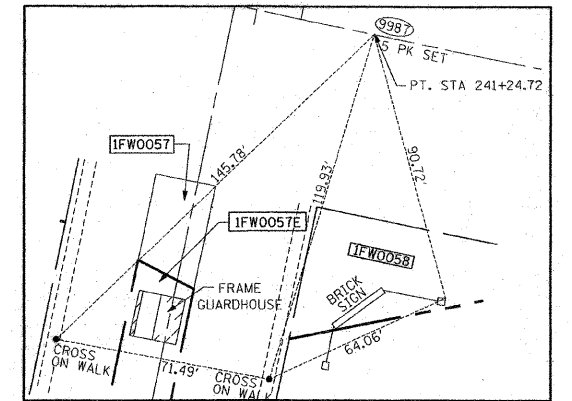 9987
5 PK SET
PT. STA 241+24.72
1FW0057
145.78'
119.93'
90.72'
1FW0057E
1FW0058
FRAME
GUARDHOUSE
BRICK
SIGN
64.06'
CROSS
ON WALK
71.49'
CROSS
ON WALK